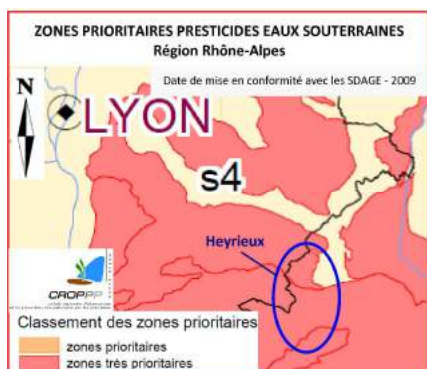 ZONES PRIORITAIRES PRESTICIDES EAUX SOUTERRAINES
Région Rhône-Alpes
Date de mise en conformité avec les SDAGE - 2009
N
LYON
s4
Heyrieux
CROPPP
Classement des zones prioritaires
zones prioritaires
zones très prioritaires